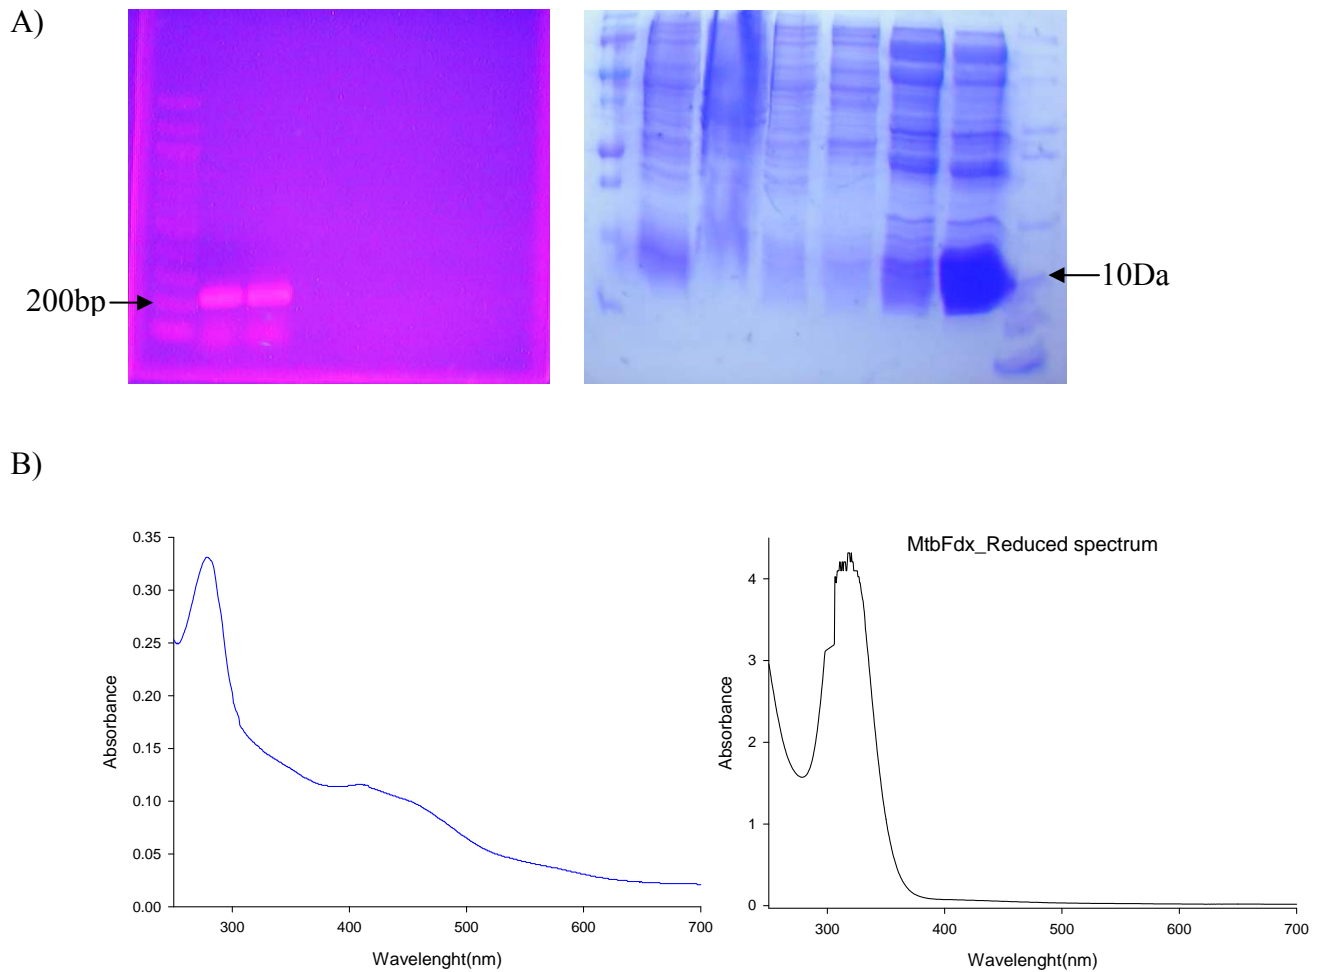 A)
200bp
10Da
B)
0.35
0.30
0.25
0.20
0.15
0.10
0.05
0.00
Absorbance
300 400 500 600 700
Wavelenght(nm)
MtbFdx_Reduced spectrum
4
3
2
1
0
Absorbance
300 400 500 600 700
Wavelenght(nm)